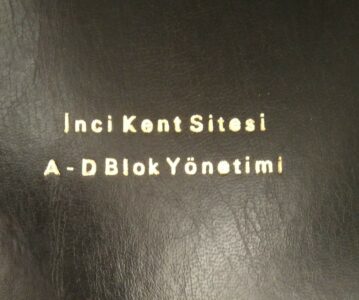 İnci Kent Sitesi
A - D Blok Yönetimi